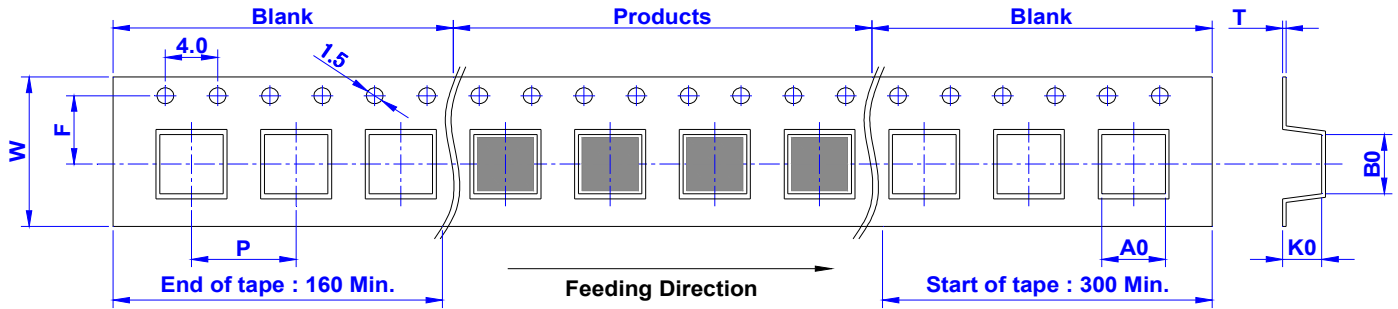 Blank
Products
Blank
T
4.0
1.5
F
W
B0
P
A0
K0
End of tape : 160 Min.
Feeding Direction
Start of tape : 300 Min.